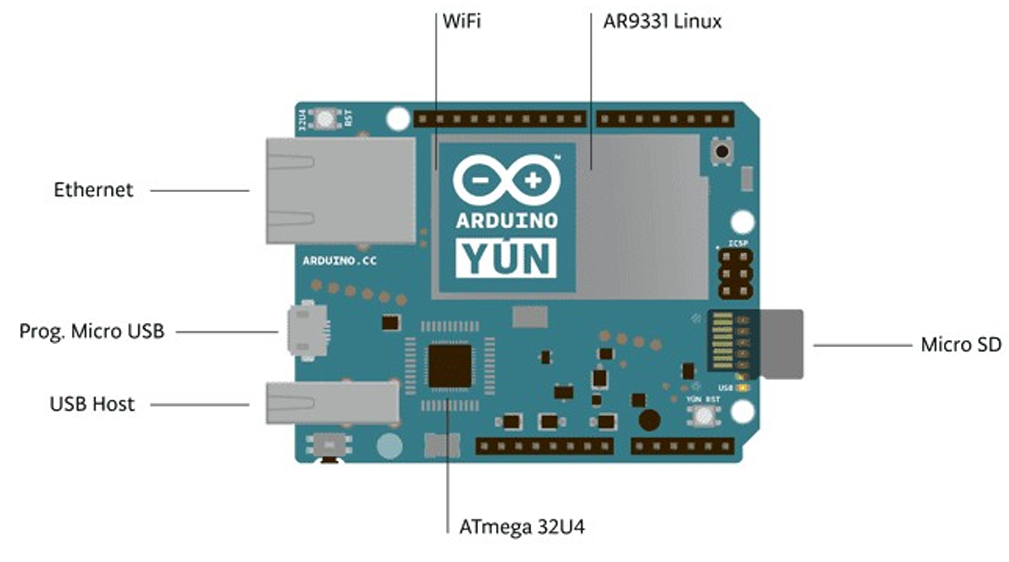 WiFi
AR9331 Linux
32U4
RST
Ethernet
ARDUINO
YÚN
ICSP
ARDUINO.CC
Prog. Micro USB
Micro SD
USB
USB Host
YÚN RST
ATmega 32U4